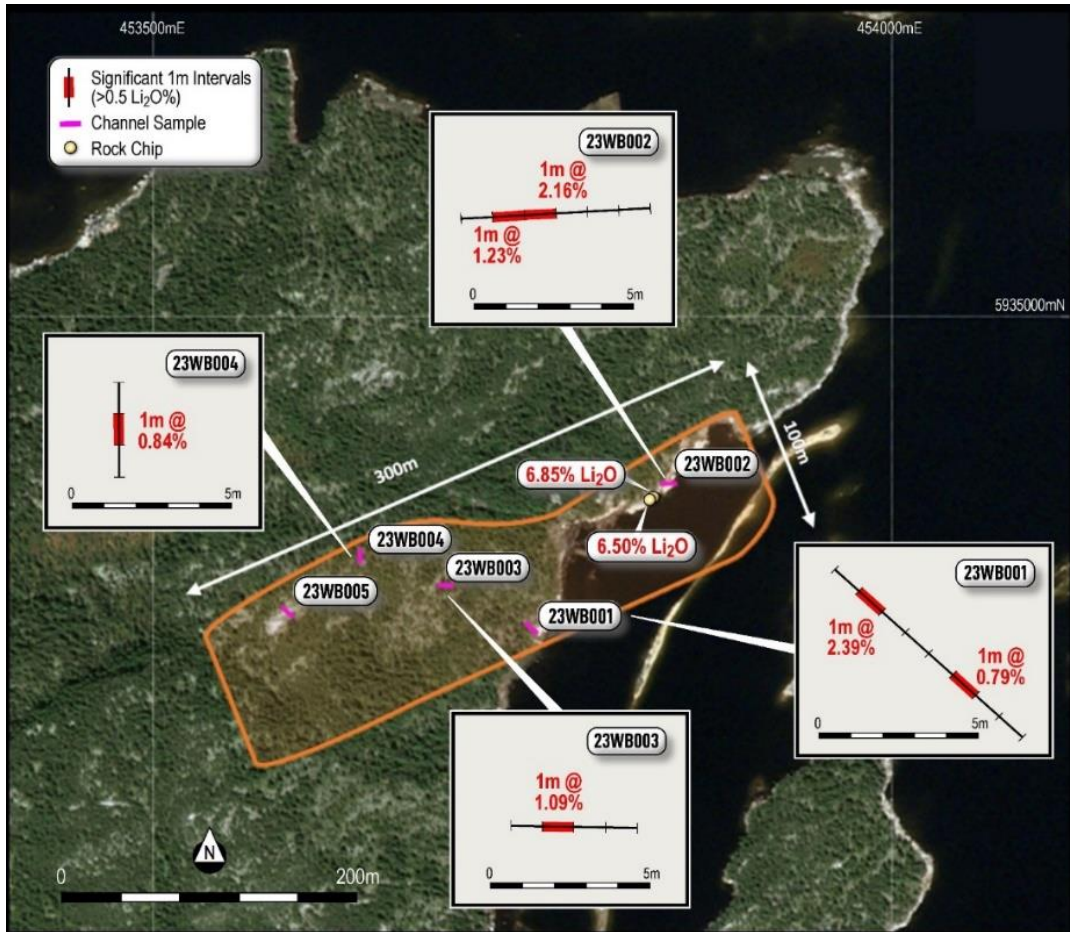 453500mE
454000mE
Significant 1m Intervals
(>0.5 Li₂O%)
Channel Sample
Rock Chip
23WB002
1m @
2.16%
1m @
1.23%
0 5m
5935000mN
23WB004
1m @
0.84%
0 5m
300m
100m
6.85% Li₂O
23WB002
6.50% Li₂O
23WB004
23WB003
23WB005
23WB001
23WB001
1m @
2.39%
1m @
0.79%
0 5m
23WB003
1m @
1.09%
0 5m
N
0 200m